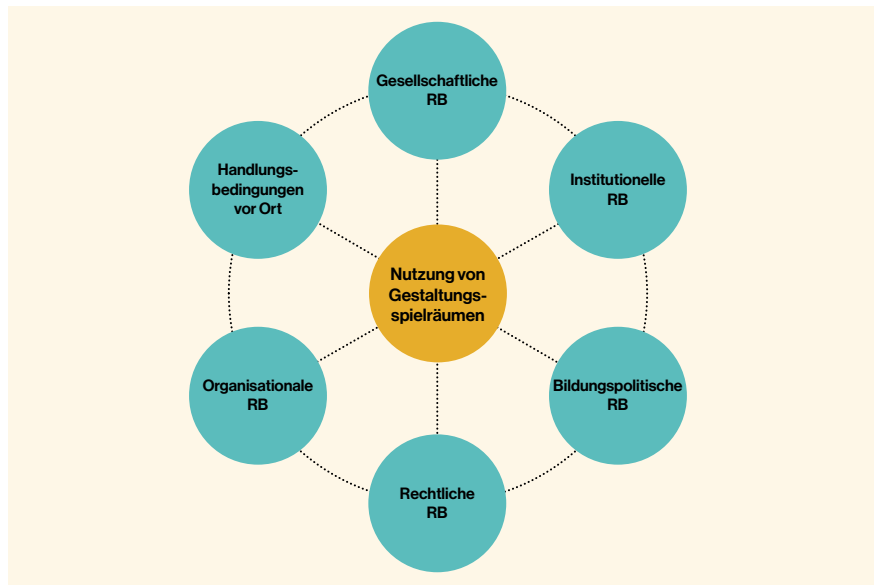 Gesellschaftliche
RB
Institutionelle
RB
Bildungspolitische
RB
Rechtliche
RB
Organisationale
RB
Handlungs-
bedingungen
vor Ort
Nutzung von
Gestaltungs-
spielräumen